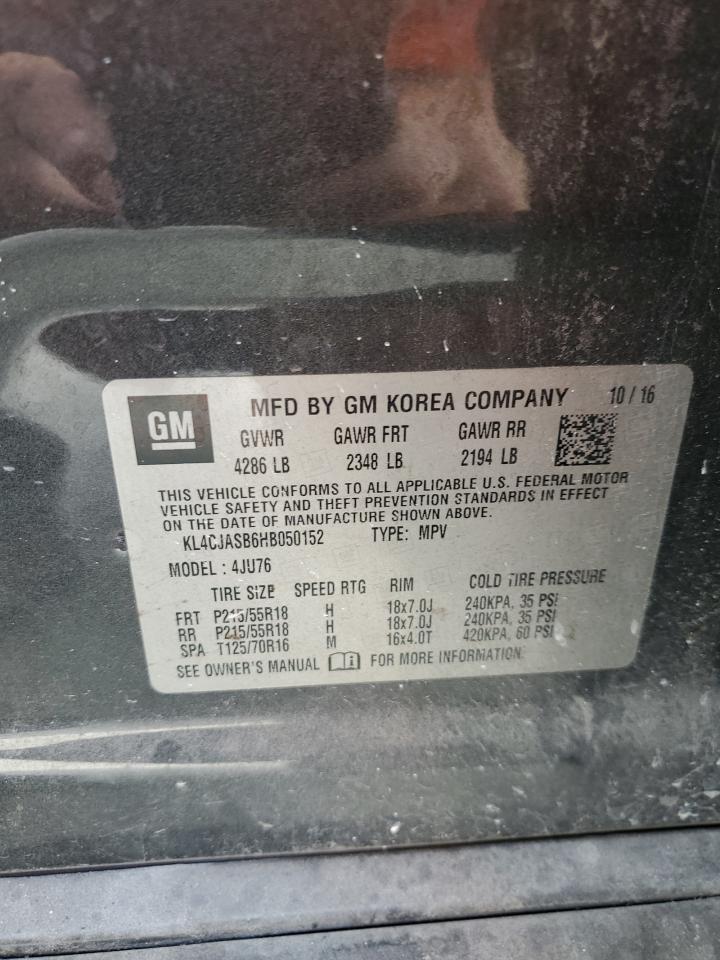 GM
MFD BY GM KOREA COMPANY 10 / 16
GVWR GAWR FRT GAWR RR
4286 LB 2348 LB 2194 LB
THIS VEHICLE CONFORMS TO ALL APPLICABLE U.S. FEDERAL MOTOR
VEHICLE SAFETY AND THEFT PREVENTION STANDARDS IN EFFECT
ON THE DATE OF MANUFACTURE SHOWN ABOVE.
KL4CJASB6HB050152 TYPE: MPV
MODEL : 4JU76
TIRE SIZE SPEED RTG RIM COLD TIRE PRESSURE
FRT P215/55R18 H 18x7.0J 240KPA, 35 PSI
RR P215/55R18 H 18x7.0J 240KPA, 35 PSI
SPA T125/70R16 M 16x4.0T 420KPA, 60 PSI
SEE OWNER'S MANUAL FOR MORE INFORMATION.